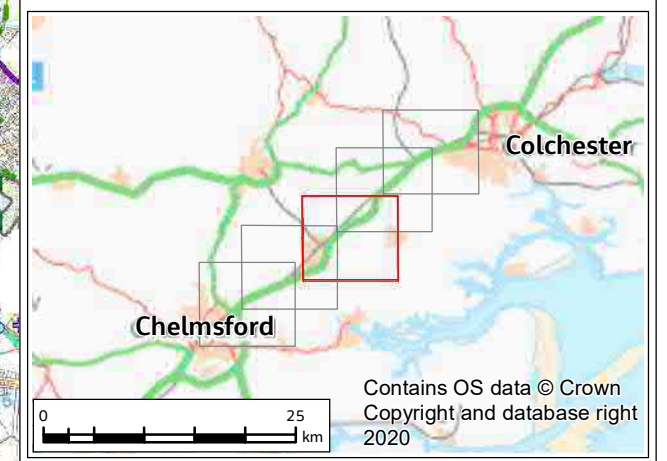 Colchester
Chelmsford
0 25
km
Contains OS data © Crown
Copyright and database right
2020